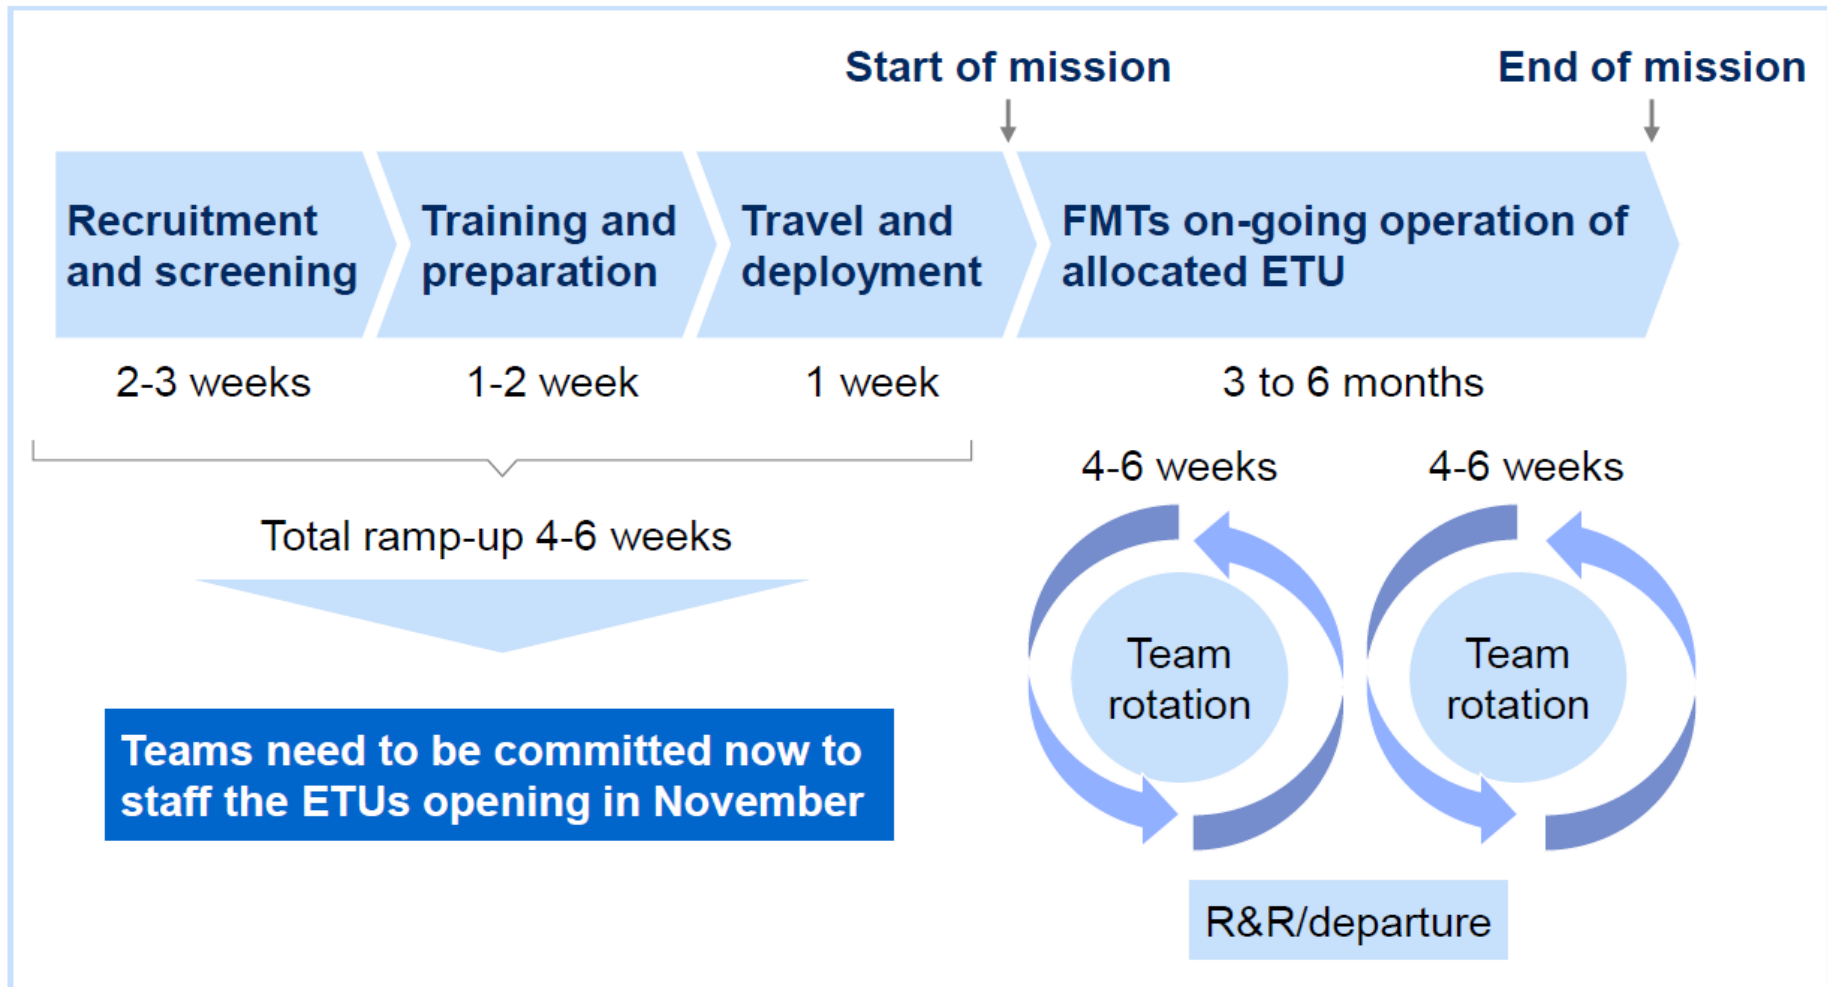 Start of mission
End of mission
Recruitment
and screening
Training and
preparation
Travel and
deployment
FMTs on-going operation of
allocated ETU
2-3 weeks
1-2 week
1 week
3 to 6 months
Total ramp-up 4-6 weeks
Teams need to be committed now to
staff the ETUs opening in November
4-6 weeks
4-6 weeks
Team
rotation
Team
rotation
R&R/departure